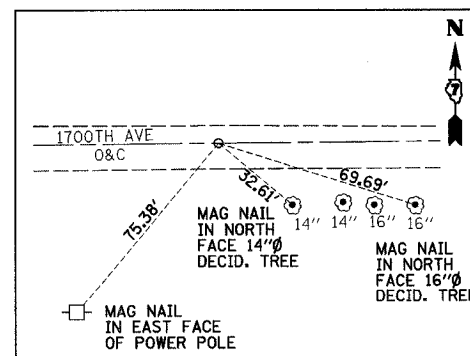 N
7
1700TH AVE
O&C
75.38'
32.61'
69.69'
14" 14" 16" 16"
MAG NAIL
IN NORTH
FACE 14"Ø
DECID. TREE
MAG NAIL
IN NORTH
FACE 16"Ø
DECID. TREE
MAG NAIL
IN EAST FACE
OF POWER POLE